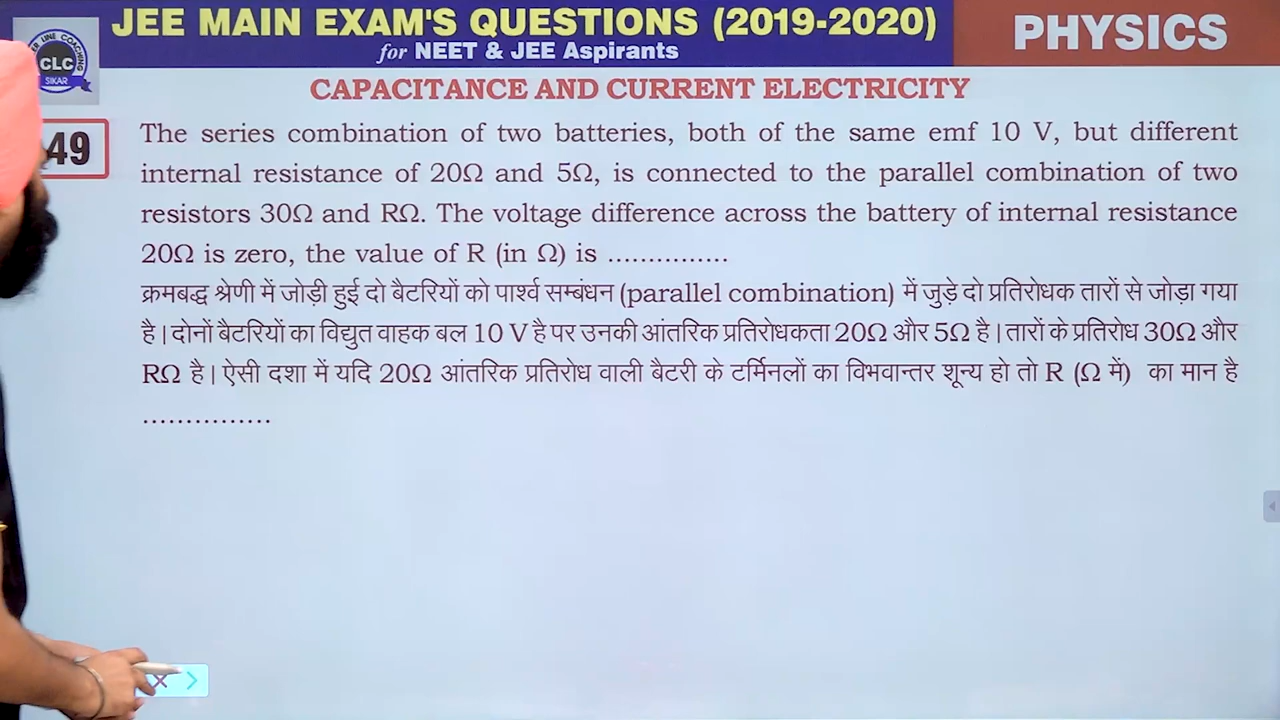 JEE MAIN EXAM'S QUESTIONS (2019-2020)
for NEET & JEE Aspirants
PHYSICS
ER LINE COACHING
CLC
SIKAR
CAPACITANCE AND CURRENT ELECTRICITY
49
The series combination of two batteries, both of the same emf 10 V, but different
internal resistance of 20Ω and 5Ω, is connected to the parallel combination of two
resistors 30Ω and RΩ. The voltage difference across the battery of internal resistance
20Ω is zero, the value of R (in Ω) is ...............
क्रमबद्ध श्रेणी में जोड़ी हुई दो बैटरियों को पार्श्व सम्बंधन (parallel combination) में जुड़े दो प्रतिरोधक तारों से जोड़ा गया
है। दोनों बैटरियों का विद्युत वाहक बल 10 V है पर उनकी आंतरिक प्रतिरोधकता 20Ω और 5Ω है। तारों के प्रतिरोध 30Ω और
RΩ है। ऐसी दशा में यदि 20Ω आंतरिक प्रतिरोध वाली बैटरी के टर्मिनलों का विभवान्तर शून्य हो तो R (Ω में) का मान है
...............